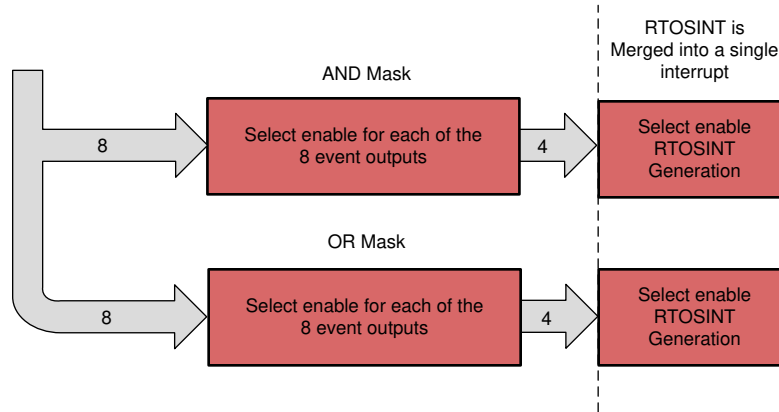 RTOSINT is
Merged into a single
interrupt
AND Mask
8
Select enable for each of the
8 event outputs
4
Select enable
RTOSINT
Generation
OR Mask
8
Select enable for each of the
8 event outputs
4
Select enable
RTOSINT
Generation